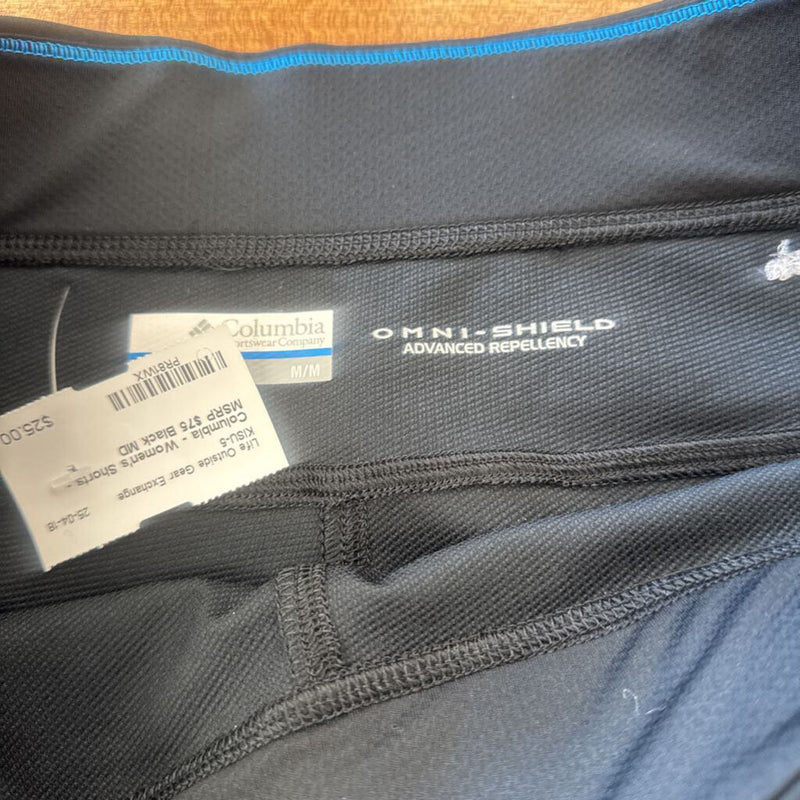 Columbia
Sportswear Company
M/M
OMNI-SHIELD
ADVANCED REPELLENCY
Life Outside Gear Exchange
25-04-18
KISU-5
Columbia - Women's Shorts -
MSRP $75 Black MD
PR81WX
$25.00